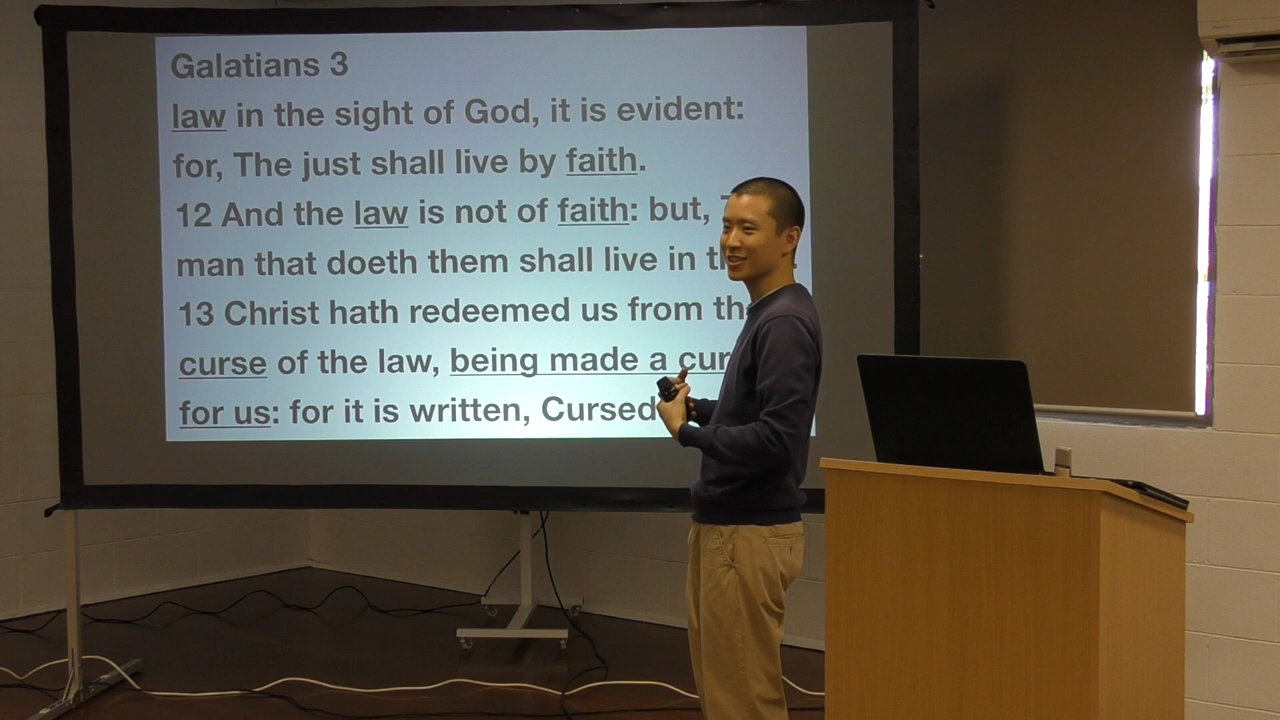 Galatians 3
law in the sight of God, it is evident:
for, The just shall live by faith.
12 And the law is not of faith: but,
man that doeth them shall live in
13 Christ hath redeemed us from
curse of the law, being made a
for us: for it is written, Cursed